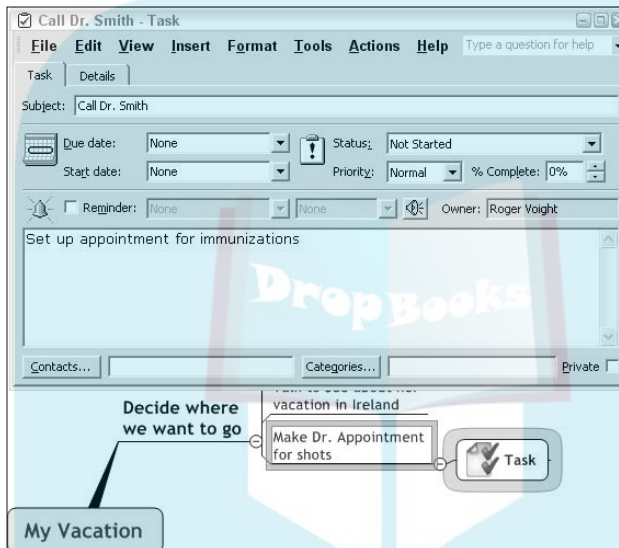 Call Dr. Smith - Task
File Edit View Insert Format Tools Actions Help Type a question for help
Task Details
Subject: Call Dr. Smith
Due date: None Status: Not Started
Start date: None Priority: Normal % Complete: 0%
Reminder: None None Owner: Roger Voight
Set up appointment for immunizations
DropBooks
Contacts... Categories... Private
vacation in Ireland
Decide where
we want to go
Make Dr. Appointment
for shots
Task
My Vacation